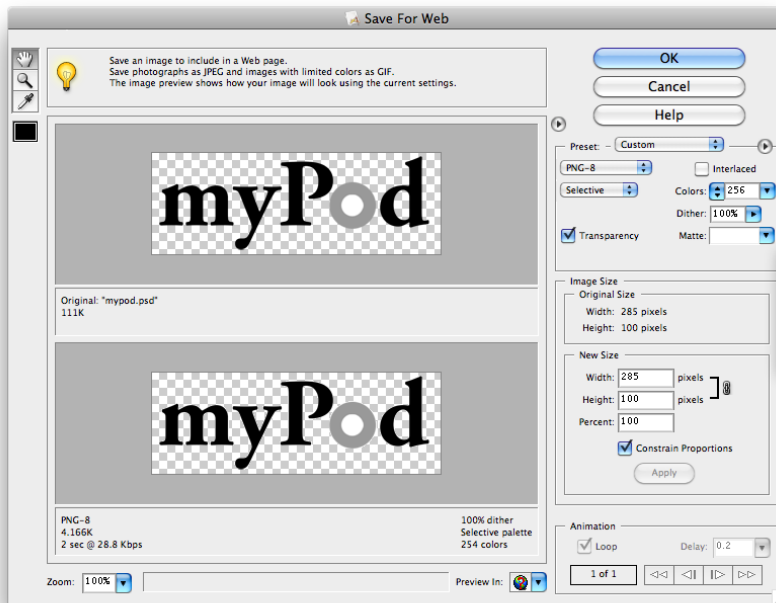 Save For Web
Save an image to include in a Web page.
Save photographs as JPEG and images with limited colors as GIF.
The image preview shows how your image will look using the current settings.
OK
Cancel
Help
Preset:
Custom
PNG-8
Interlaced
Selective
Colors: 256
Dither: 100%
Transparency
Matte:
myPod
Original: "mypod.psd"
111K
Image Size
Original Size
Width: 285 pixels
Height: 100 pixels
New Size
Width: 285 pixels
Height: 100 pixels
Percent: 100
Constrain Proportions
Apply
myPod
PNG-8
4.166K
2 sec @ 28.8 Kbps
100% dither
Selective palette
254 colors
Animation
Loop
Delay: 0.2
1 of 1
Zoom: 100%
Preview In: